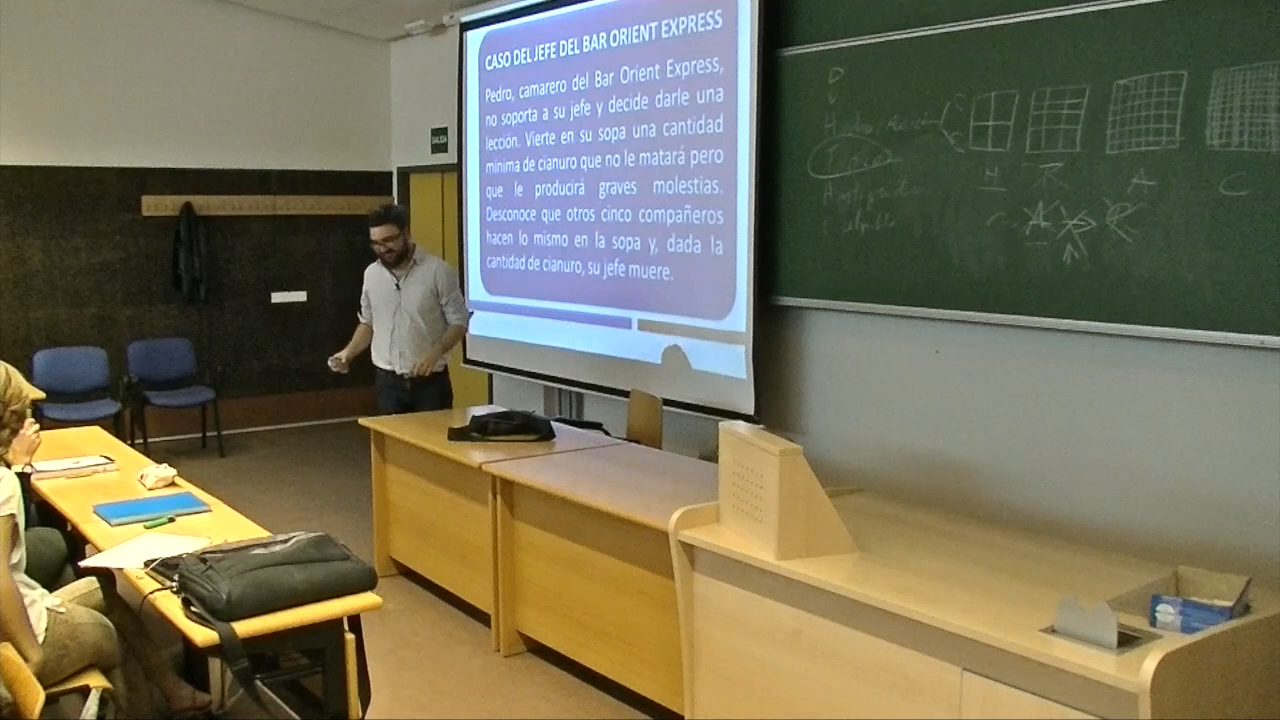 CASO DEL JEFE DEL BAR ORIENT EXPRESS
Pedro, camarero del Bar Orient Express,
no soporta a su jefe y decide darle una
lección. Vierte en su sopa una cantidad
mínima de cianuro que no le matará pero
que le producirá graves molestias.
Desconoce que otros cinco compañeros
hacen lo mismo en la sopa y, dada la
cantidad de cianuro, su jefe muere.
SALIDA
D
A
C